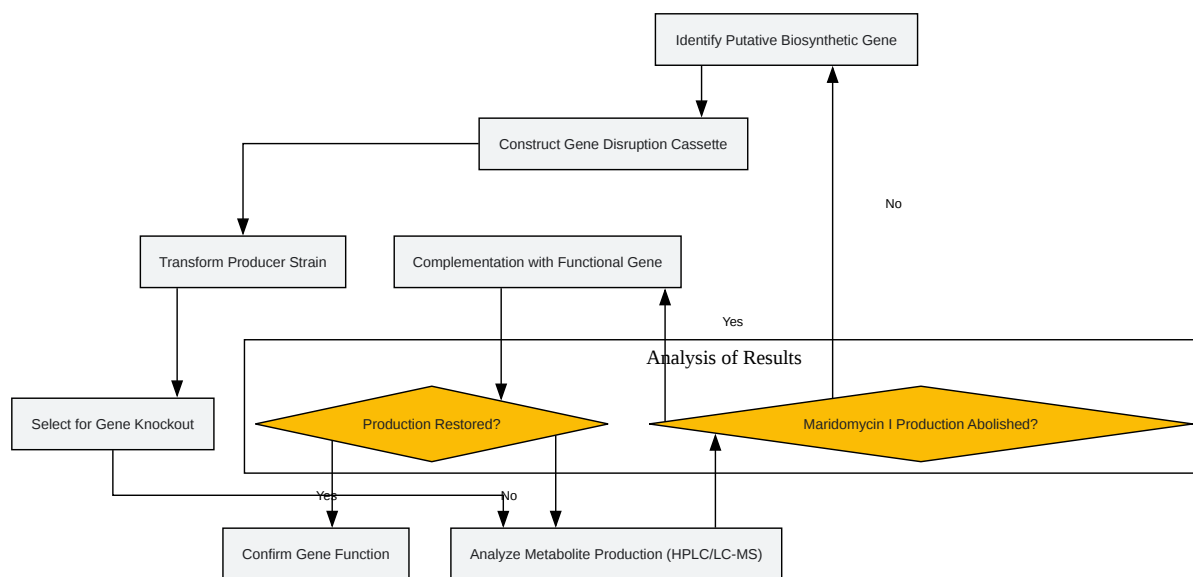 Identify Putative Biosynthetic Gene
Construct Gene Disruption Cassette
No
Transform Producer Strain
Complementation with Functional Gene
Yes
Analysis of Results
Select for Gene Knockout
Production Restored?
Maridomycin I Production Abolished?
Yes
No
Confirm Gene Function
Analyze Metabolite Production (HPLC/LC-MS)